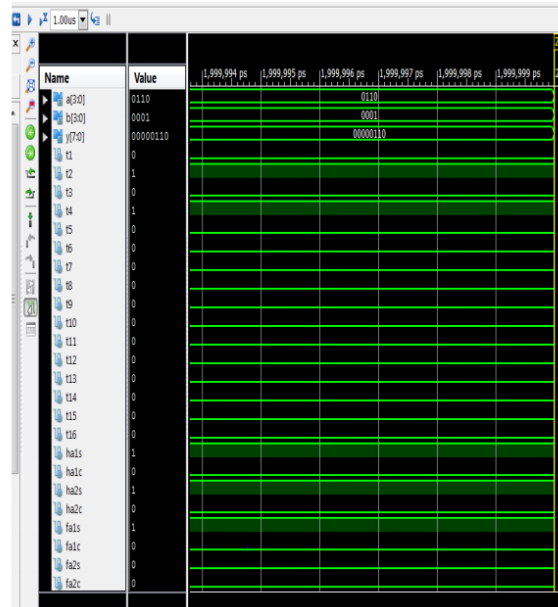 1.00us
Name Value 1,999,994 ps 1,999,995 ps 1,999,996 ps 1,999,997 ps 1,999,998 ps 1,999,999 ps
a[3:0] 0110 0110
b[3:0] 0001 0001
y[7:0] 00000110 00000110
t1 0
t2 1
t3 0
t4 1
t5 0
t6 0
t7 0
t8 0
t9 0
t10 0
t11 0
t12 0
t13 0
t14 0
t15 0
t16 0
ha1s 1
ha1c 0
ha2s 1
ha2c 0
fa1s 1
fa1c 0
fa2s 0
fa2c 0